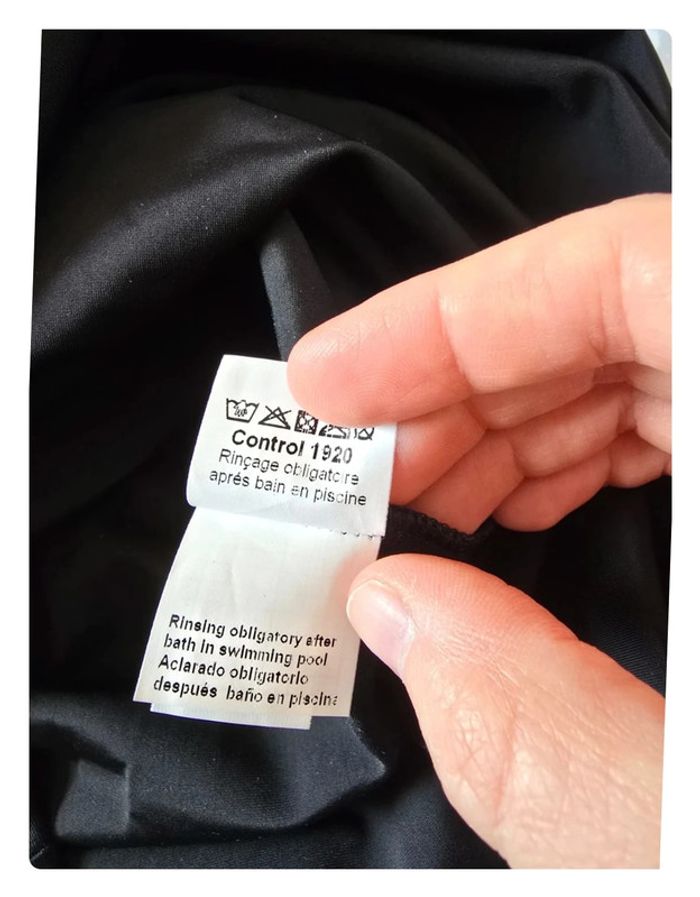 Control 1920
Rinçage obligatoire
aprés bain en piscine
Rinsing obligatory after
bath in swimming pool
Aclarado obligatorio
después baño en piscina